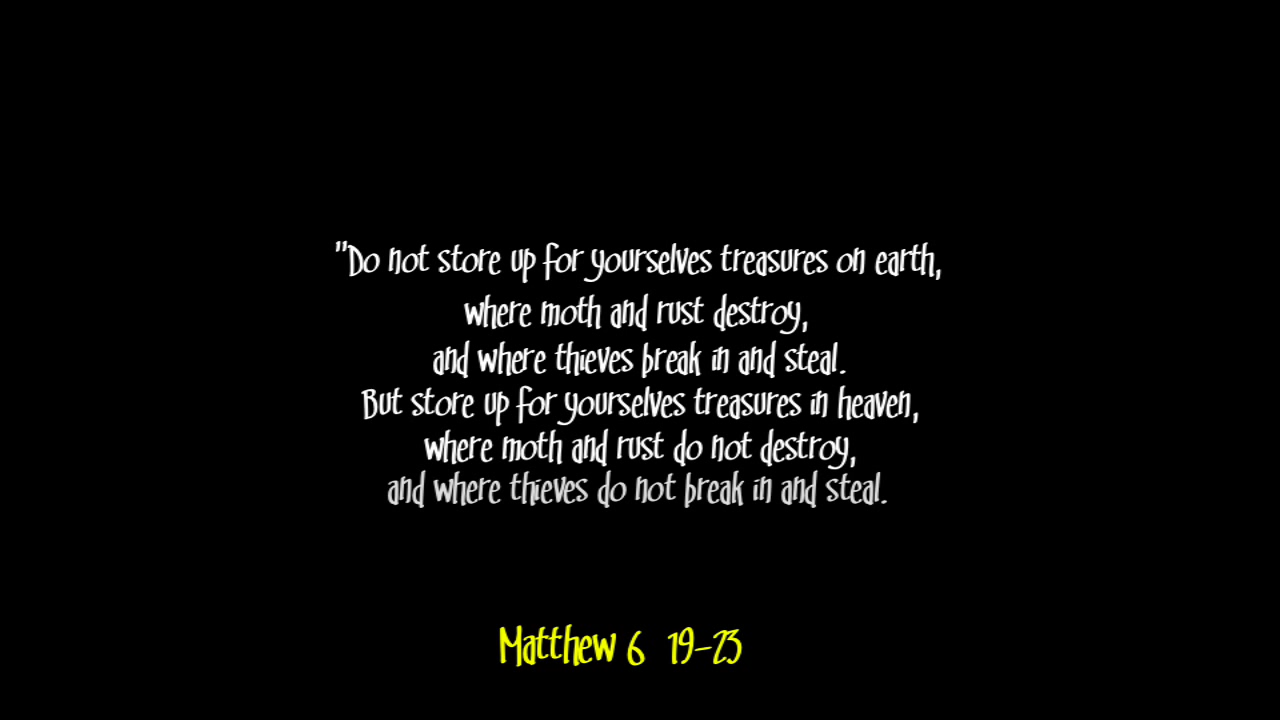 "Do not store up for yourselves treasures on earth,
where moth and rust destroy,
and where thieves break in and steal.
But store up for yourselves treasures in heaven,
where moth and rust do not destroy,
and where thieves do not break in and steal.
Matthew 6 19-23